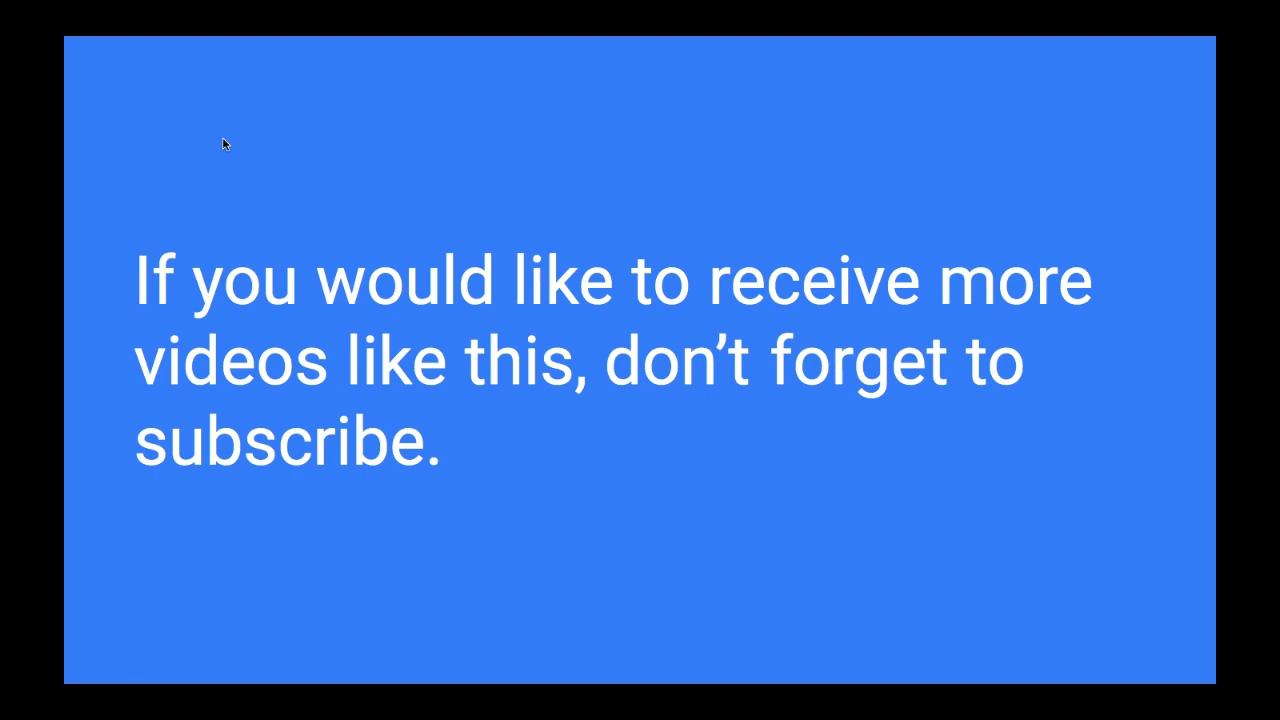 If you would like to receive more
videos like this, don’t forget to
subscribe.